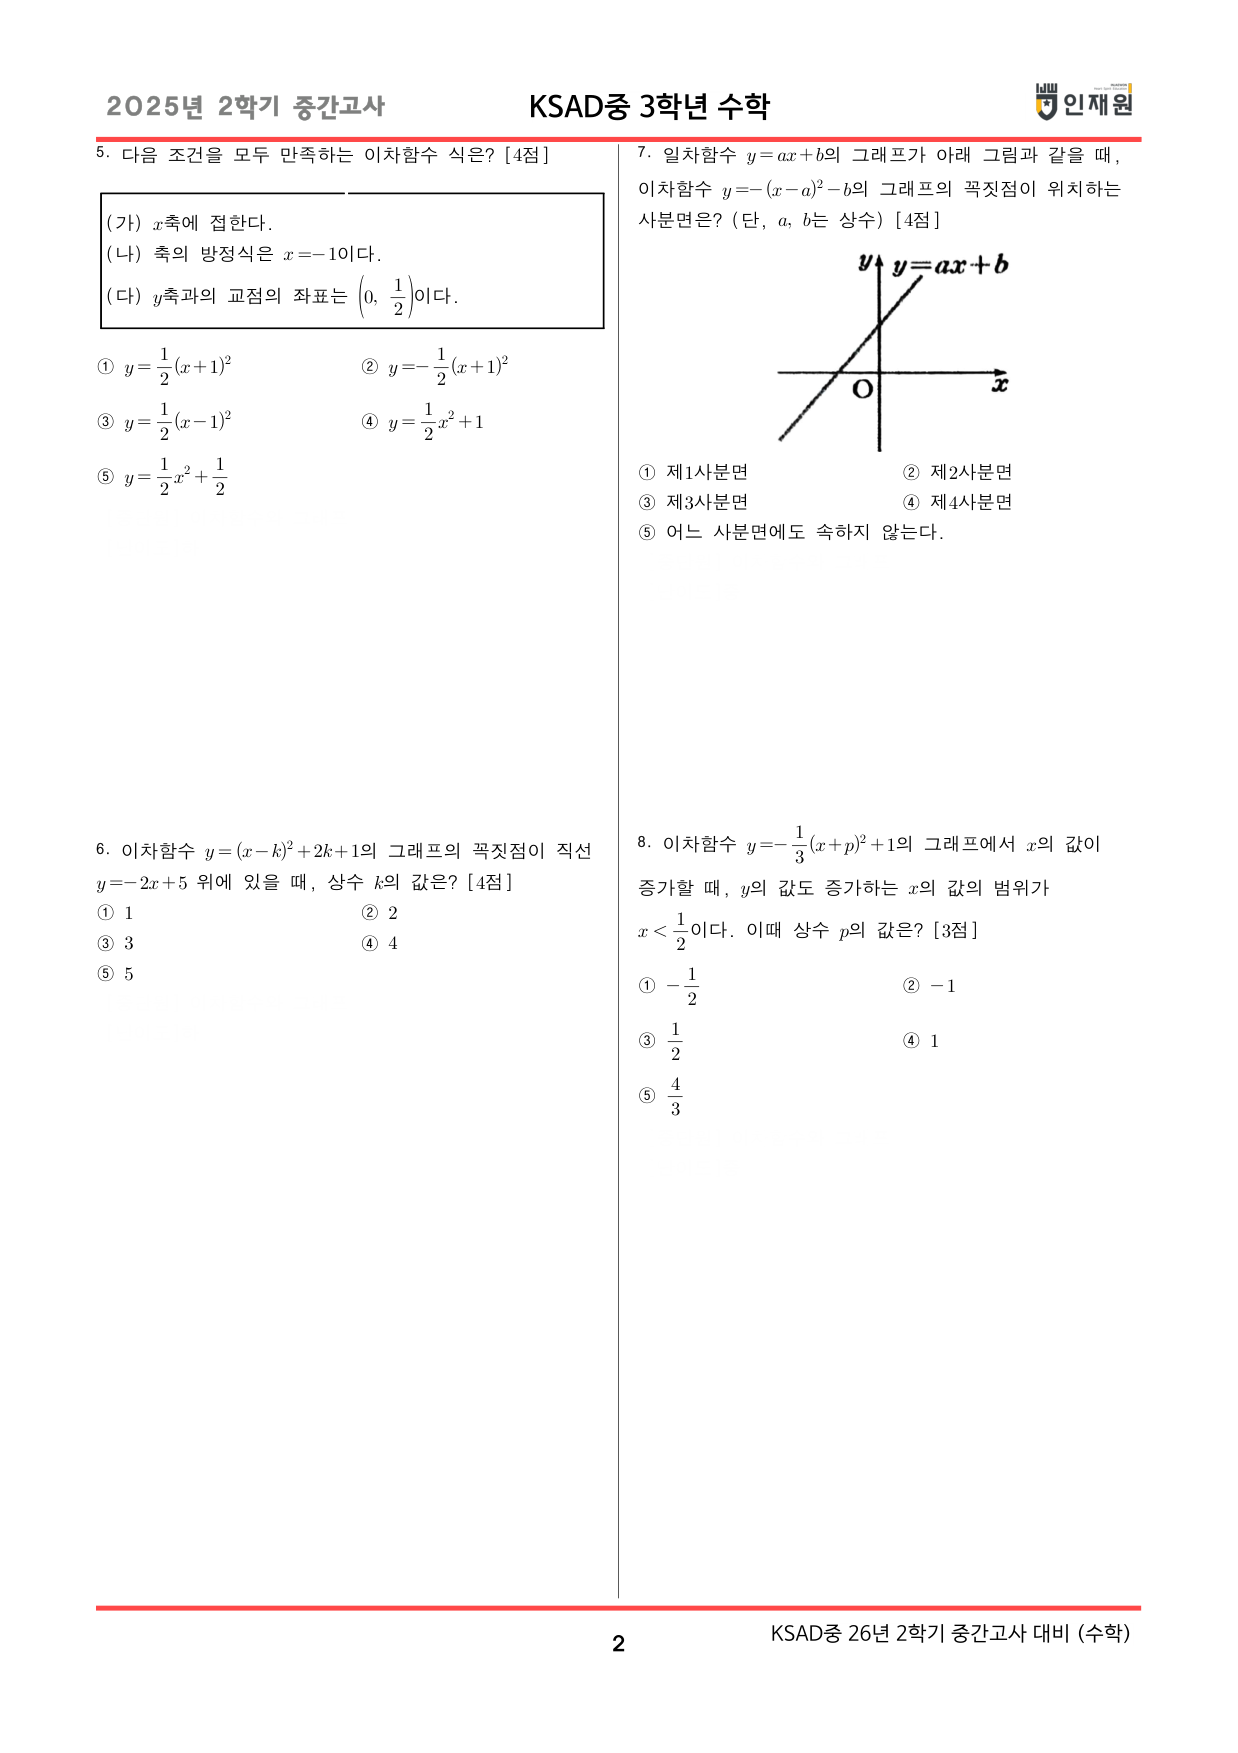 2025년 2학기 중간고사
KSAD중 3학년 수학
인재원
5. 다음 조건을 모두 만족하는 이차함수 식은? [4점]
(가) x축에 접한다.
(나) 축의 방정식은 x=-1이다.
(다) y축과의 교점의 좌표는 (0, 1/2)이다.
① y=1/2(x+1)² ② y=-1/2(x+1)²
③ y=1/2(x-1)² ④ y=1/2x²+1
⑤ y=1/2x²+1/2
6. 이차함수 y=(x-k)²+2k+1의 그래프의 꼭짓점이 직선
y=-2x+5 위에 있을 때, 상수 k의 값은? [4점]
① 1 ② 2
③ 3 ④ 4
⑤ 5
7. 일차함수 y=ax+b의 그래프가 아래 그림과 같을 때,
이차함수 y=-(x-a)²-b의 그래프의 꼭짓점이 위치하는
사분면은? (단, a, b는 상수) [4점]
y y=ax+b
O x
① 제1사분면 ② 제2사분면
③ 제3사분면 ④ 제4사분면
⑤ 어느 사분면에도 속하지 않는다.
8. 이차함수 y=-1/3(x+p)²+1의 그래프에서 x의 값이
증가할 때, y의 값도 증가하는 x의 값의 범위가
x<1/2이다. 이때 상수 p의 값은? [3점]
① -1/2 ② -1
③ 1/2 ④ 1
⑤ 4/3
2
KSAD중 26년 2학기 중간고사 대비 (수학)